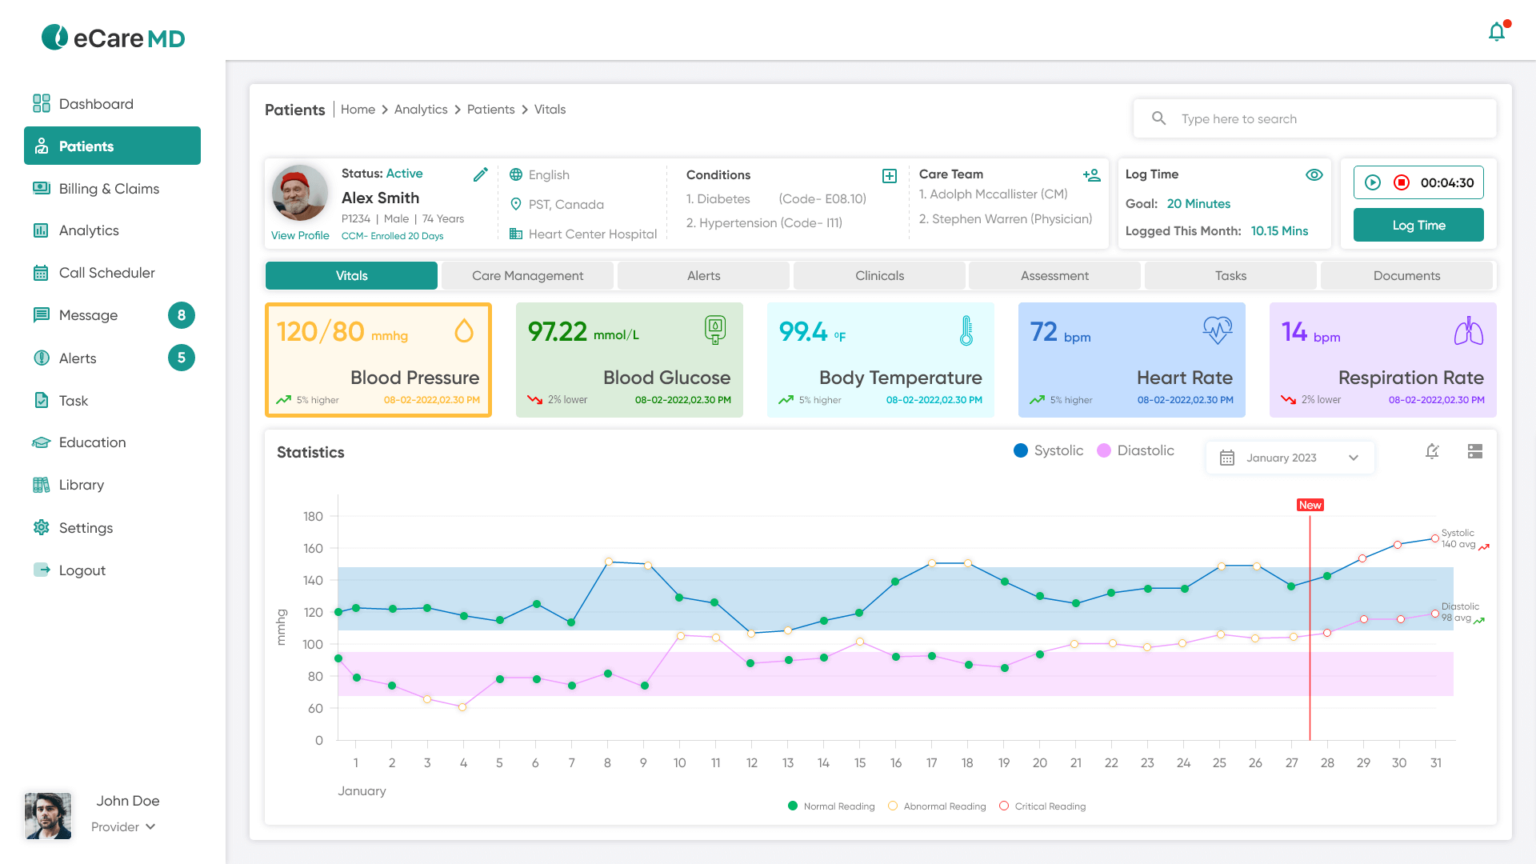 eCareMD
Dashboard
Patients
Billing & Claims
Analytics
Call Scheduler
Message 8
Alerts 5
Task
Education
Library
Settings
Logout
John Doe
Provider
Patients | Home > Analytics > Patients > Vitals
Type here to search
Status: Active
Alex Smith
P1234 | Male | 74 Years
View Profile
CCM- Enrolled 20 Days
English
PST, Canada
Heart Center Hospital
Conditions
1. Diabetes (Code- E08.10)
2. Hypertension (Code- I11)
Care Team
1. Adolph Mccallister (CM)
2. Stephen Warren (Physician)
Log Time
Goal: 20 Minutes
Logged This Month: 10.15 Mins
00:04:30
Log Time
Vitals
Care Management
Alerts
Clinicals
Assessment
Tasks
Documents
120/80 mmhg
Blood Pressure
5% higher 08-02-2022,02.30 PM
97.22 mmol/L
Blood Glucose
2% lower 08-02-2022,02.30 PM
99.4 °F
Body Temperature
5% higher 08-02-2022,02.30 PM
72 bpm
Heart Rate
5% higher 08-02-2022,02.30 PM
14 bpm
Respiration Rate
2% lower 08-02-2022,02.30 PM
Statistics
Systolic Diastolic
January 2023
New
180
160
140
120
100
80
60
0
mmhg
Systolic
140 avg
Diastolic
98 avg
1 2 3 4 5 6 7 8 9 10 11 12 13 14 15 16 17 18 19 20 21 22 23 24 25 26 27 28 29 30 31
January
Normal Reading Abnormal Reading Critical Reading